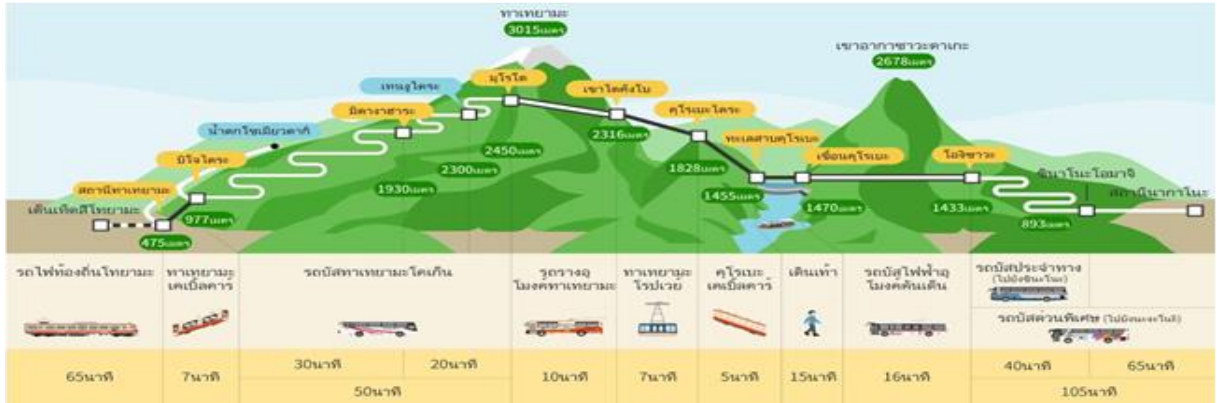 ทาเทยามะ
3015เมตร
เขาอากาซาวะดาเกะ
2678เมตร
เทนงูไดระ
มุโรโด
เขาไดคังโบ
มิดางาฮาระ
คุโรเบะไดระ
น้ำตกโชเมียวดากิ
2316เมตร
ทะเลสาบคุโรเบะ
บิโจไดระ
2450เมตร
เขื่อนคุโรเบะ
โอกิซาวะ
2300เมตร
1828เมตร
ชินาโนะโอมาจิ
สถานีทาเทยามะ
1930เมตร
1455เมตร
สถานีนากาโนะ
เด็นเท็ตสึโทยามะ
977เมตร
1470เมตร
1433เมตร
893เมตร
475เมตร
รถไฟท้องถิ่นโทยามะ
ทาเทยามะ
เคเบิ้ลคาร์
รถบัสทาเทยามะโคเก็น
รถรางอุ
โมงค์ทาเทยามะ
ทาเทยามะ
โรปเวย์
คุโรเบะ
เคเบิ้ลคาร์
เดินเท้า
รถบัสไฟฟ้าอุ
โมงค์คันเด็น
รถบัสประจำทาง
(ไปยังชินะโนะ)
รถบัสด่วนพิเศษ
65นาที
7นาที
30นาที
20นาที
50นาที
10นาที
7นาที
5นาที
15นาที
16นาที
40นาที
65นาที
105นาที